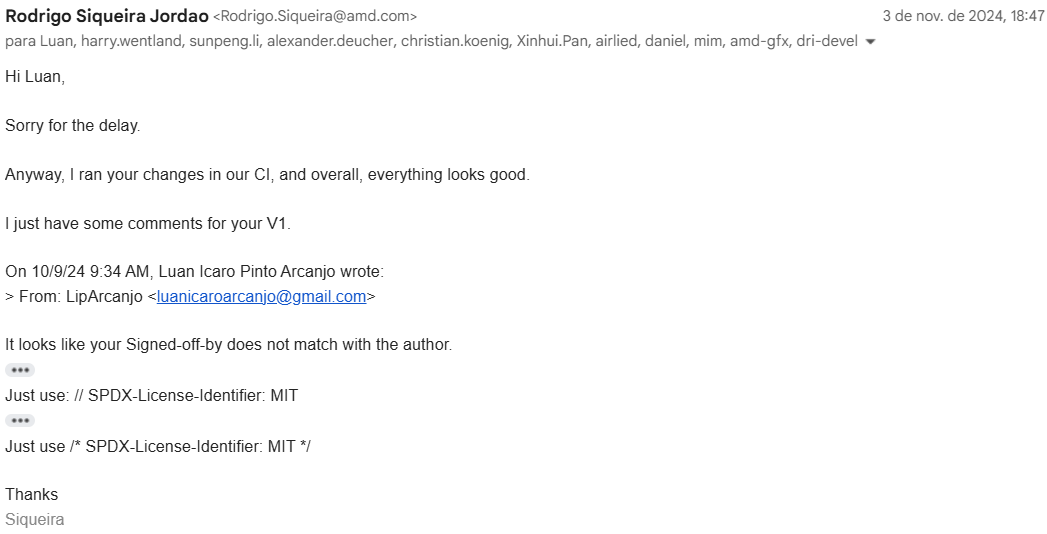 Rodrigo Siqueira Jordao <Rodrigo.Siqueira@amd.com> 3 de nov. de 2024, 18:47
para Luan, harry.wentland, sunpeng.li, alexander.deucher, christian.koenig, Xinhui.Pan, airlied, daniel, mim, amd-gfx, dri-devel
Hi Luan,
Sorry for the delay.
Anyway, I ran your changes in our CI, and overall, everything looks good.
I just have some comments for your V1.
On 10/9/24 9:34 AM, Luan Icaro Pinto Arcanjo wrote:
> From: LipArcanjo <luanicaroarcanjo@gmail.com>
It looks like your Signed-off-by does not match with the author.
Just use: // SPDX-License-Identifier: MIT
Just use /* SPDX-License-Identifier: MIT */
Thanks
Siqueira